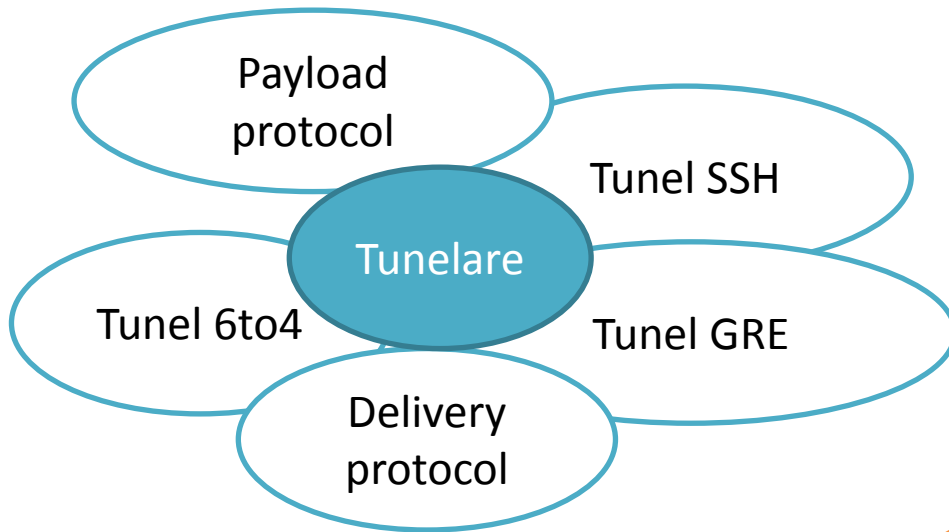 Payload
protocol
Tunel SSH
Tunelare
Tunel 6to4
Tunel GRE
Delivery
protocol